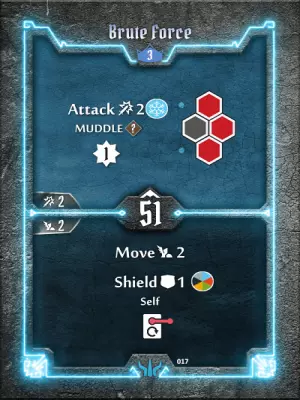 Brute Force
3
Attack 2
MUDDLE ?
1
2
51
2
Move 2
Shield 1
Self
017